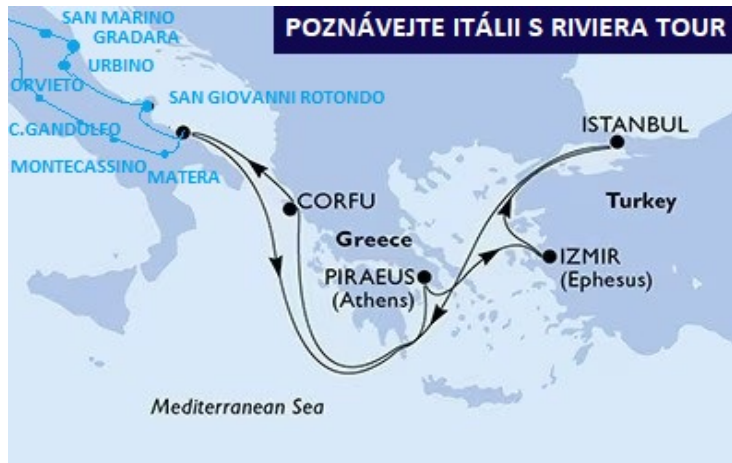 POZNÁVEJTE ITÁLII S RIVIERA TOUR
SAN MARINO
GRADARA
URBINO
ORVIETO
SAN GIOVANNI ROTONDO
C.GANDOLFO
MONTECASSINO
MATERA
ISTANBUL
CORFU
Turkey
Greece
IZMIR
(Ephesus)
PIRAEUS
(Athens)
Mediterranean Sea